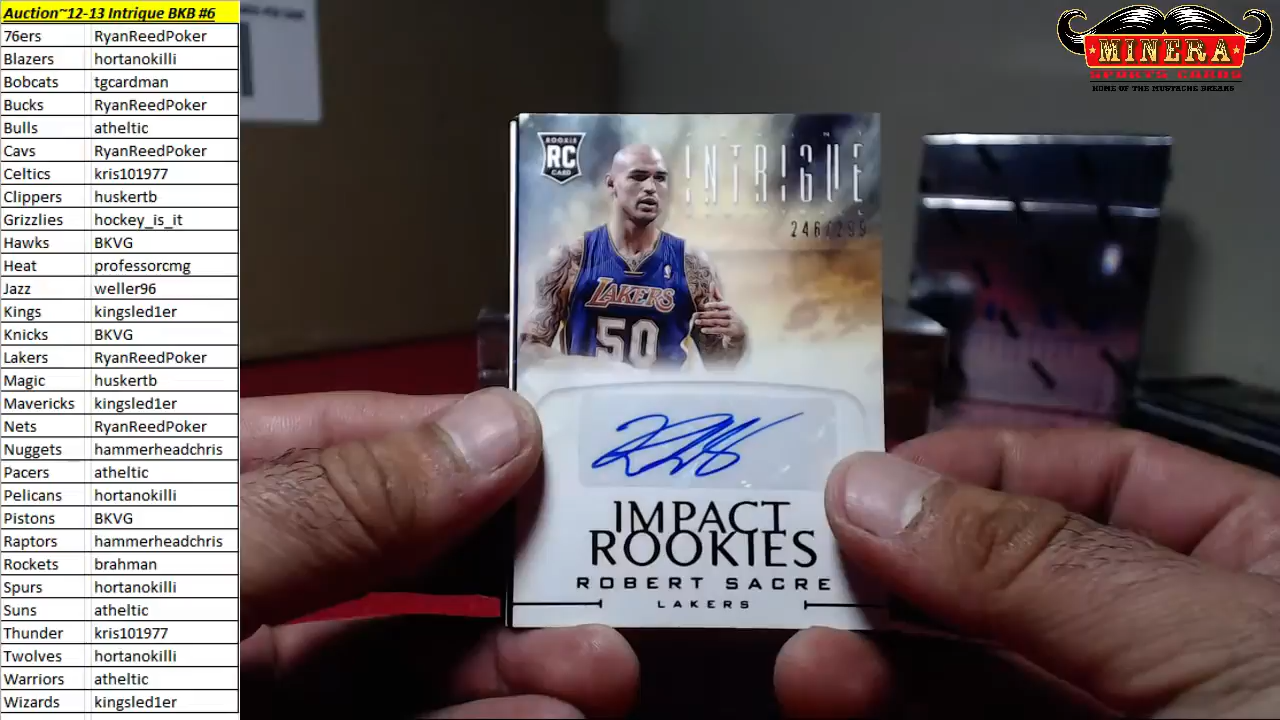 Auction~12-13 Intrigue BKB #6
76ers RyanReedPoker
Blazers hortanokilli
Bobcats tgcardman
Bucks RyanReedPoker
Bulls atheltic
Cavs RyanReedPoker
Celtics kris101977
Clippers huskertb
Grizzlies hockey_is_it
Hawks BKVG
Heat professorcmg
Jazz weller96
Kings kingsled1er
Knicks BKVG
Lakers RyanReedPoker
Magic huskertb
Mavericks kingsled1er
Nets RyanReedPoker
Nuggets hammerheadchris
Pacers atheltic
Pelicans hortanokilli
Pistons BKVG
Raptors hammerheadchris
Rockets brahman
Spurs hortanokilli
Suns atheltic
Thunder kris101977
Twolves hortanokilli
Warriors atheltic
Wizards kingsled1er
MINERA
SPORTS CARDS
HOME OF THE MUSTACHE BREAKS
ROOKIE
RC
CARD
INTRIGUE
246/299
LAKERS
50
IMPACT
ROOKIES
ROBERT SACRE
LAKERS